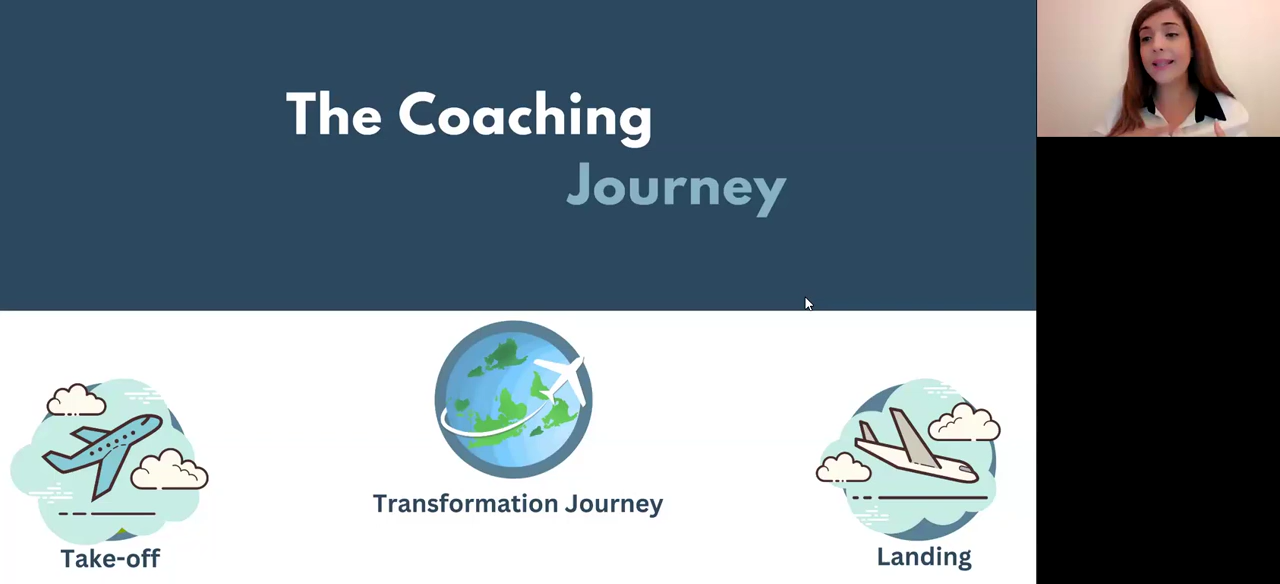 The Coaching
Journey
Transformation Journey
Take-off
Landing